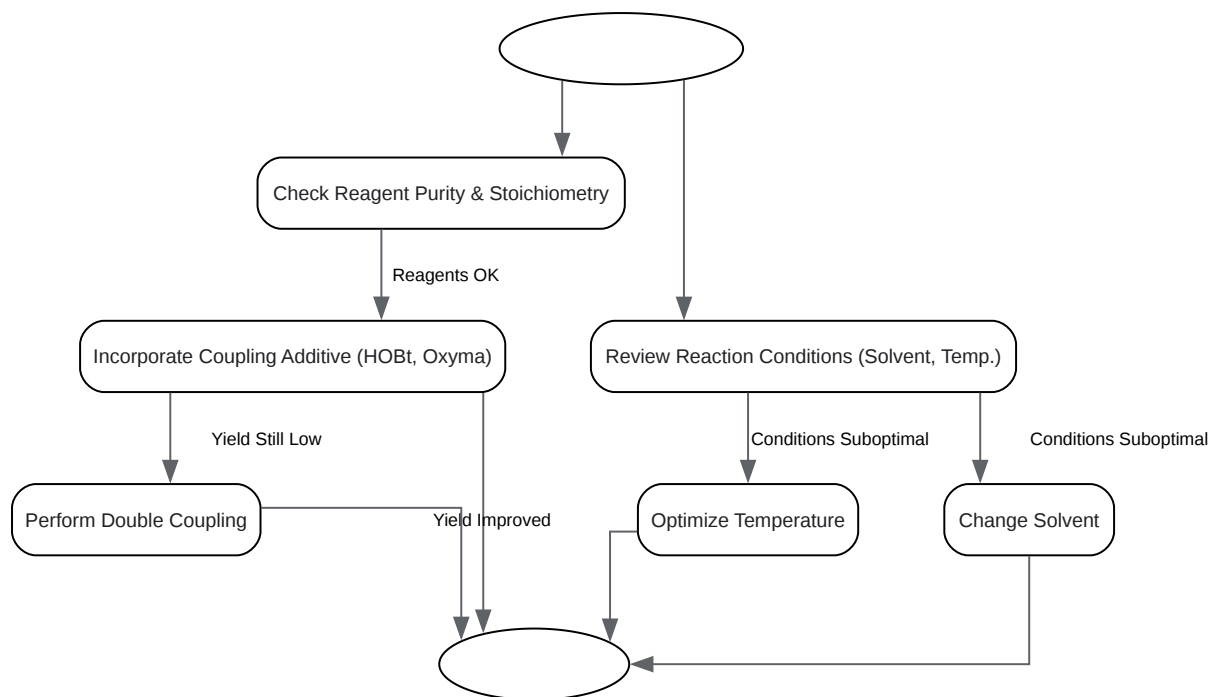 Check Reagent Purity & Stoichiometry
Reagents OK
Incorporate Coupling Additive (HOBt, Oxyma)
Review Reaction Conditions (Solvent, Temp.)
Yield Still Low
Conditions Suboptimal
Conditions Suboptimal
Perform Double Coupling
Yield Improved
Optimize Temperature
Change Solvent